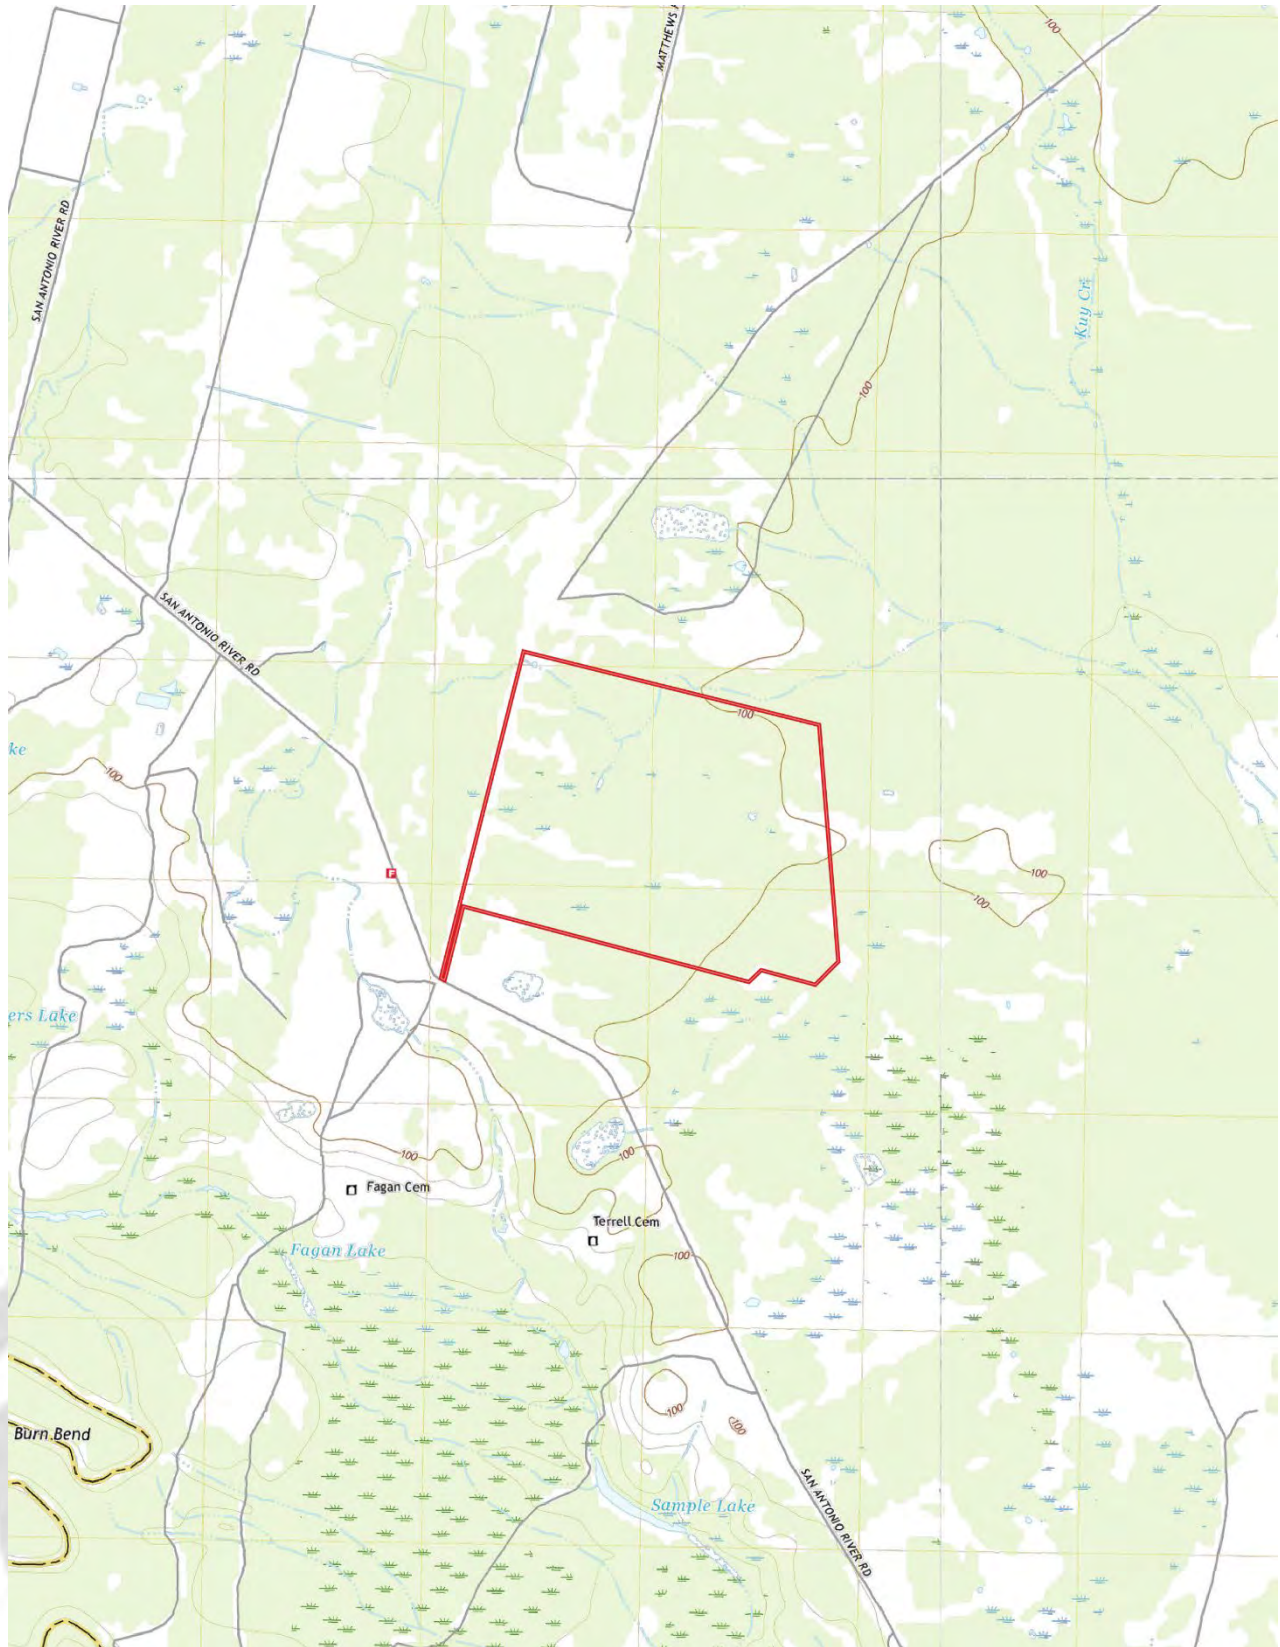 100
MATTHEWS
SAN ANTONIO RIVER RD
Kuy Cr
100
SAN ANTONIO RIVER RD
100
ke
100
F
100
100
ers Lake
100
100
Fagan Cem
Terrell Cem
Fagan Lake
100
100
100
Burn Bend
Sample Lake
SAN ANTONIO RIVER RD